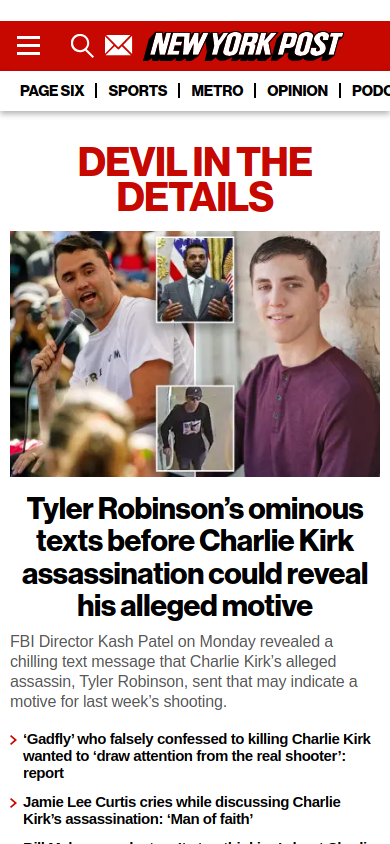 NEW YORK POST
PAGE SIX | SPORTS | METRO | OPINION | PODC
DEVIL IN THE
DETAILS
Tyler Robinson’s ominous
texts before Charlie Kirk
assassination could reveal
his alleged motive
FBI Director Kash Patel on Monday revealed a
chilling text message that Charlie Kirk’s alleged
assassin, Tyler Robinson, sent that may indicate a
motive for last week’s shooting.
‘Gadfly’ who falsely confessed to killing Charlie Kirk
wanted to ‘draw attention from the real shooter’:
report
Jamie Lee Curtis cries while discussing Charlie
Kirk’s assassination: ‘Man of faith’